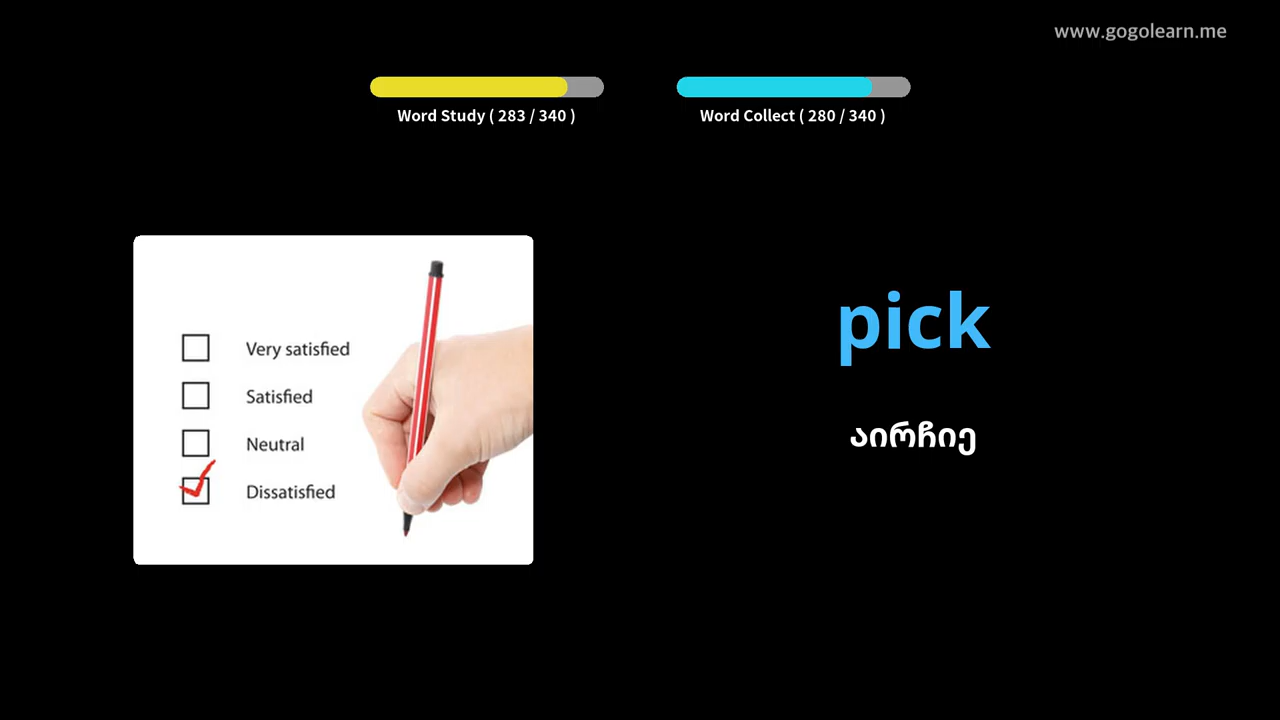 www.gogolearn.me
Word Study ( 283 / 340 )
Word Collect ( 280 / 340 )
Very satisfied
Satisfied
Neutral
Dissatisfied
pick
აირჩიე